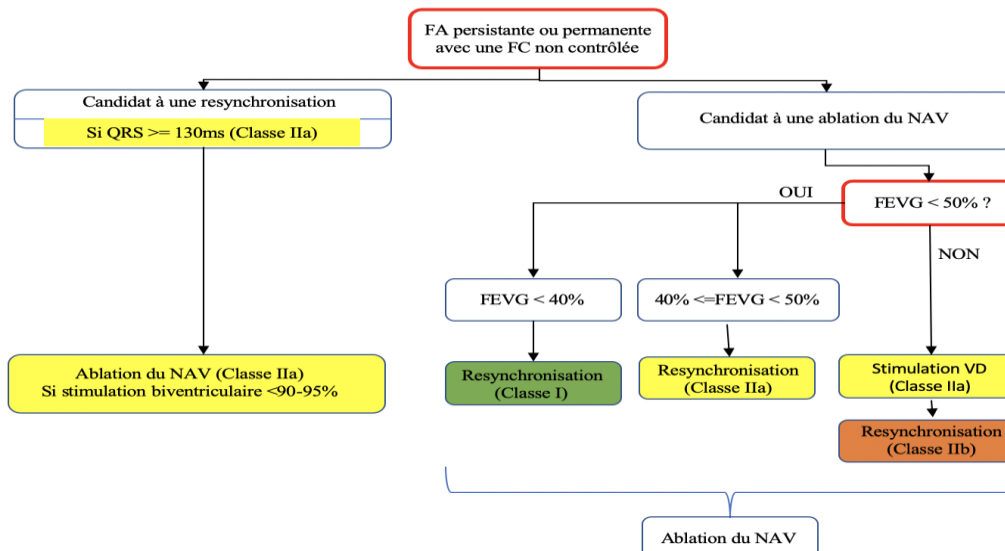 FA persistante ou permanente
avec une FC non contrôlée
Candidat à une resynchronisation
Si QRS >= 130ms (Classe IIa)
Candidat à une ablation du NAV
OUI
FEVG < 50% ?
NON
FEVG < 40%
40% <=FEVG < 50%
Ablation du NAV (Classe IIa)
Si stimulation biventriculaire <90-95%
Resynchronisation
(Classe I)
Resynchronisation
(Classe IIa)
Stimulation VD
(Classe IIa)
Resynchronisation
(Classe IIb)
Ablation du NAV